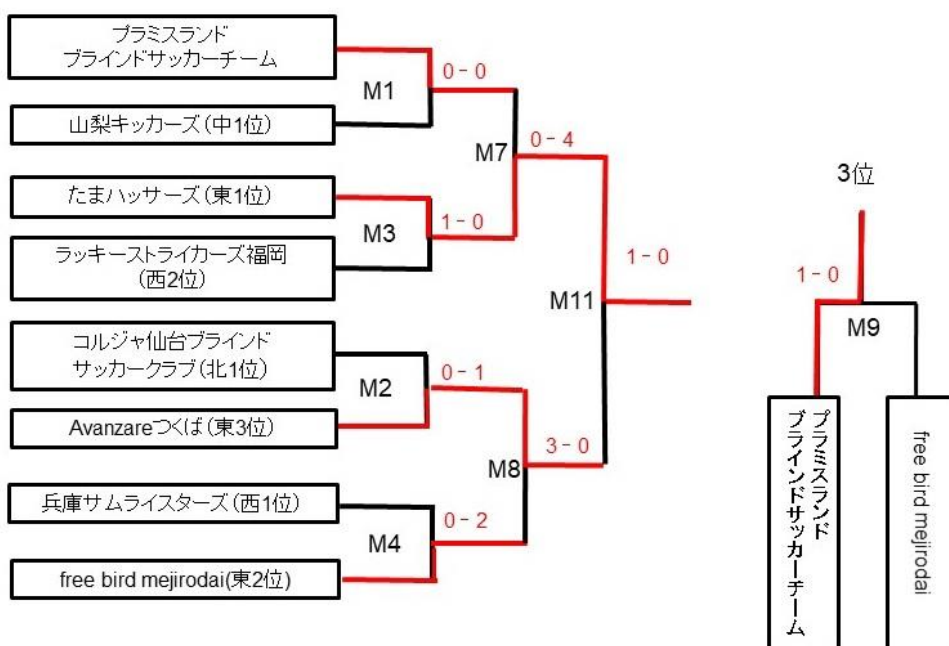 プラミスランド
ブラインドサッカーチーム
M1
0-0
山梨キッカーズ(中1位)
M7
0-4
たまハッサーズ(東1位)
M3
1-0
ラッキーストライカーズ福岡
(西2位)
M11
1-0
コルジャ仙台ブラインド
サッカークラブ(北1位)
M2
0-1
Avanzareつくば(東3位)
M8
3-0
兵庫サムライスターズ(西1位)
M4
0-2
free bird mejirodai(東2位)
3位
1-0
M9
プラミスランド
ブラインドサッカーチーム
free bird mejirodai